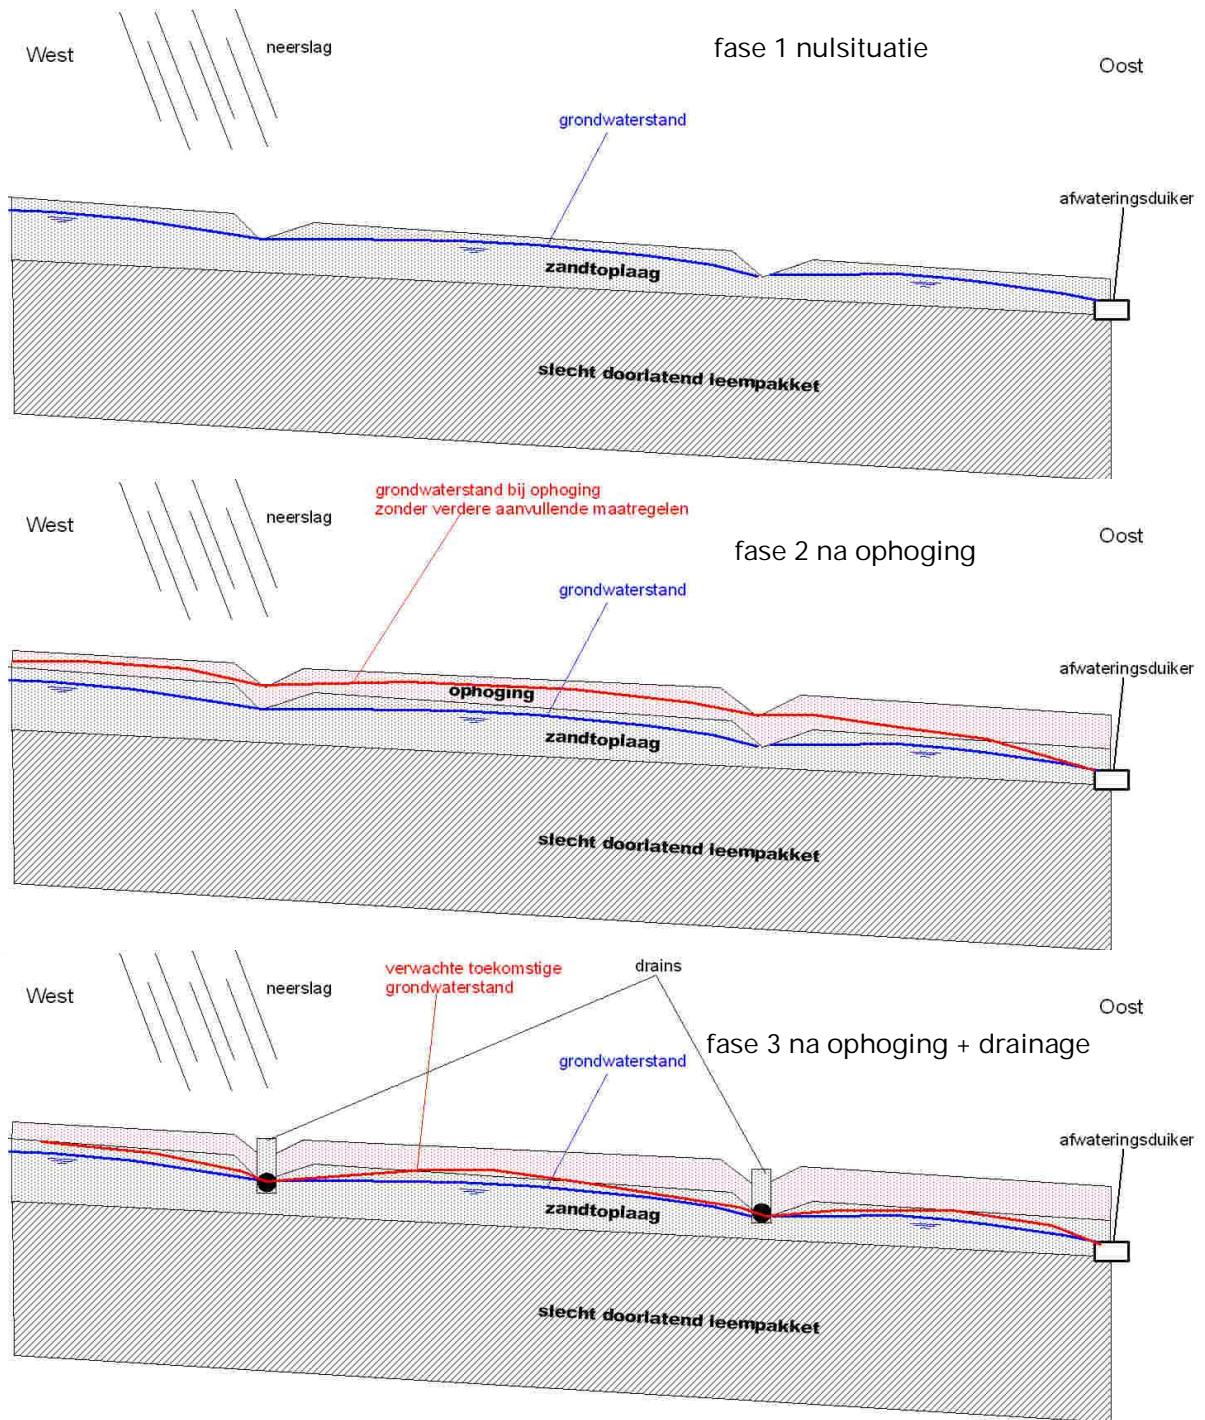 West
neerslag
fase 1 nulsituatie
Oost
grondwaterstand
afwateringsduiker
zandtoplaag
slecht doorlatend leempakket
grondwaterstand bij ophoging
zonder verdere aanvullende maatregelen
West
neerslag
fase 2 na ophoging
Oost
grondwaterstand
afwateringsduiker
ophoging
zandtoplaag
slecht doorlatend leempakket
verwachte toekomstige
grondwaterstand
drains
West
neerslag
Oost
fase 3 na ophoging + drainage
grondwaterstand
afwateringsduiker
zandtoplaag
slecht doorlatend leempakket